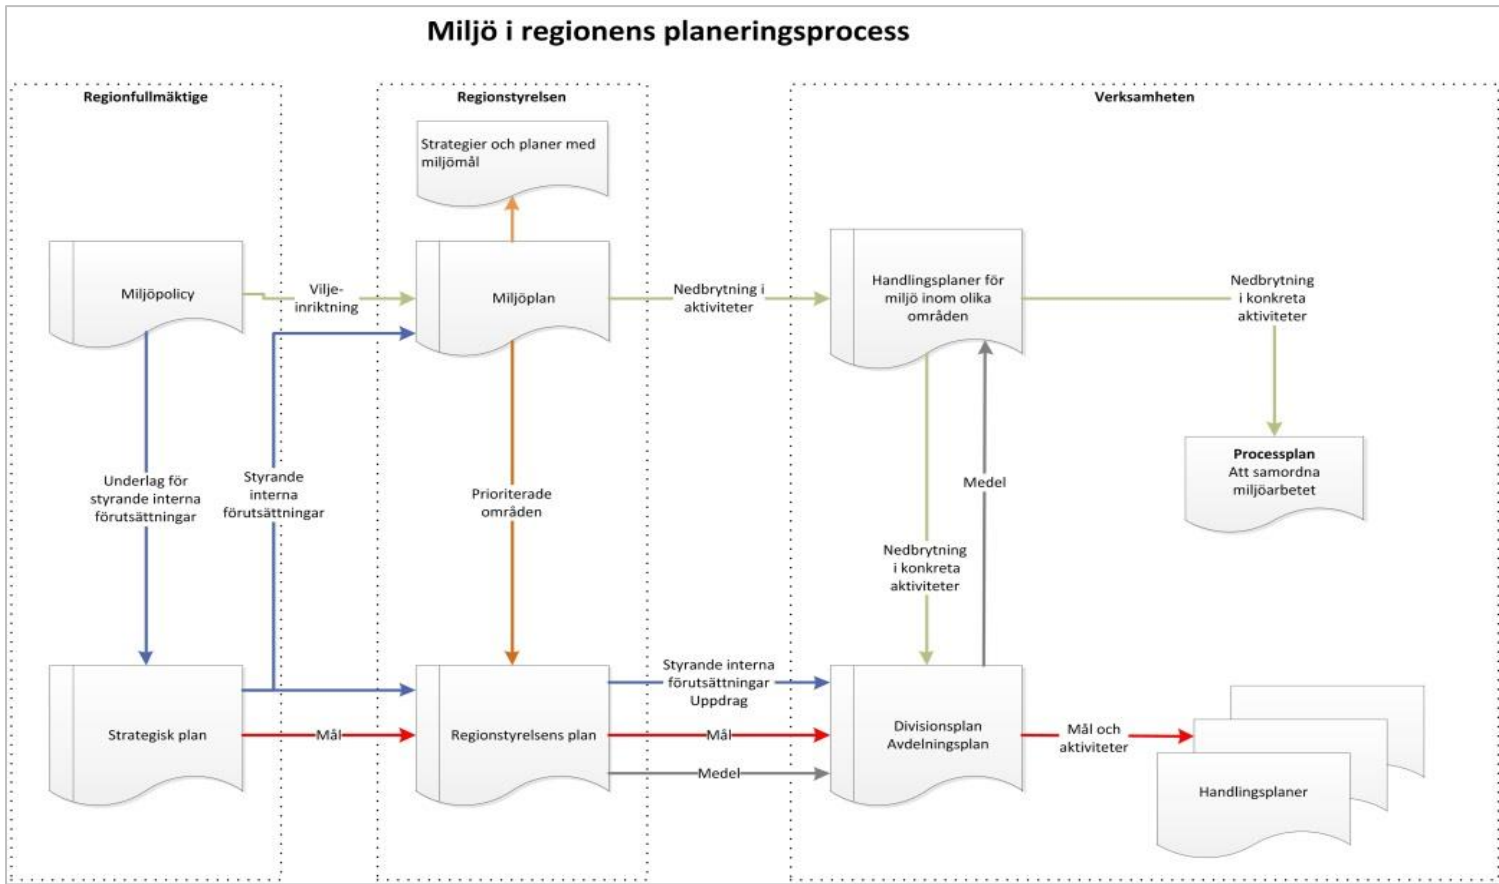 Miljö i regionens planeringsprocess
Regionfullmäktige
Regionstyrelsen
Verksamheten
Strategier och planer med
miljömål
Miljöpolicy
Vilje-
inriktning
Miljöplan
Nedbrytning i
aktiviteter
Handlingsplaner för
miljö inom olika
områden
Nedbrytning
i konkreta
aktiviteter
Underlag för
styrande interna
förutsättningar
Styrande
interna
förutsättningar
Prioriterade
områden
Medel
Processplan
Att samordna
miljöarbetet
Nedbrytning
i konkreta
aktiviteter
Strategisk plan
Mål
Regionstyrelsens plan
Styrande interna
förutsättningar
Uppdrag
Mål
Medel
Divisionsplan
Avdelningsplan
Mål och
aktiviteter
Handlingsplaner